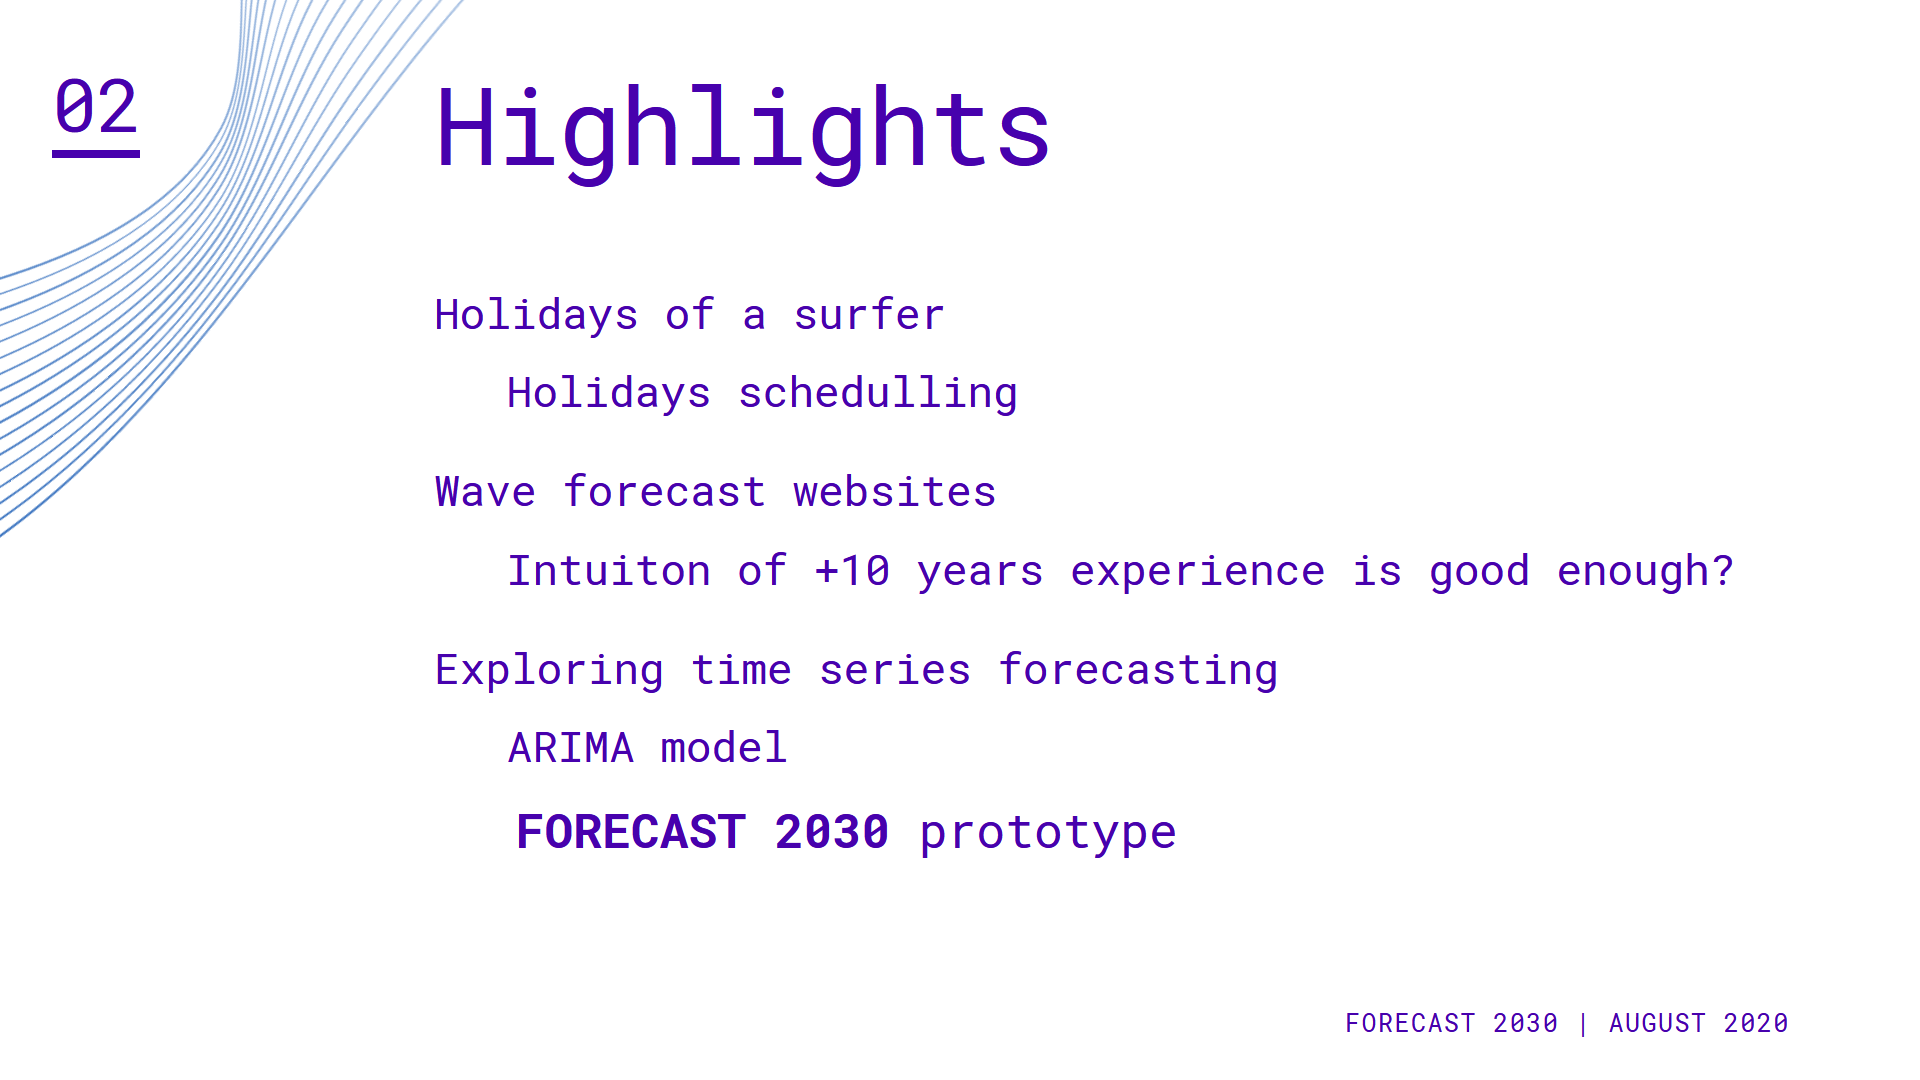 02
Highlights
Holidays of a surfer
Holidays schedulling
Wave forecast websites
Intuiton of +10 years experience is good enough?
Exploring time series forecasting
ARIMA model
FORECAST 2030 prototype
FORECAST 2030 | AUGUST 2020